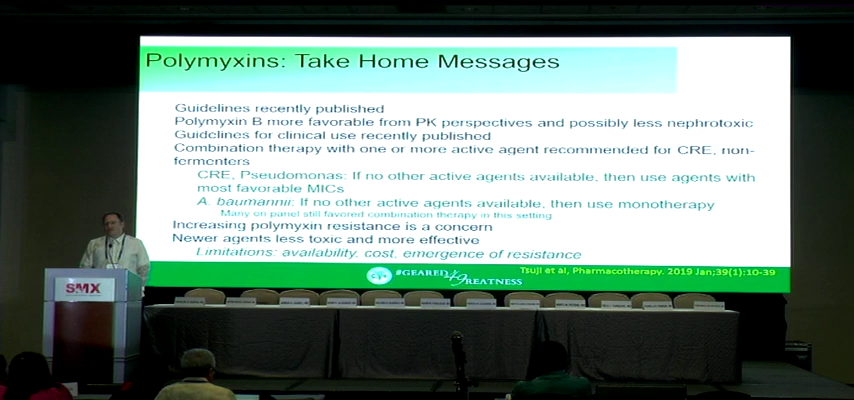 Polymyxins: Take Home Messages
Guidelines recently published
Polymyxin B more favorable from PK perspectives and possibly less nephrotoxic
Guidelines for clinical use recently published
Combination therapy with one or more active agent recommended for CRE, non-
fermenters
CRE, Pseudomonas: If no other active agents available, then use agents with
most favorable MICs
A. baumannii: If no other active agents available, then use monotherapy
Many on panel still favored combination therapy in this setting
Increasing polymyxin resistance is a concern
Newer agents less toxic and more effective
Limitations: availability, cost, emergence of resistance
#GEARED49REATNESS
Tsuji et al, Pharmacotherapy. 2019 Jan;39(1):10-39
SMX